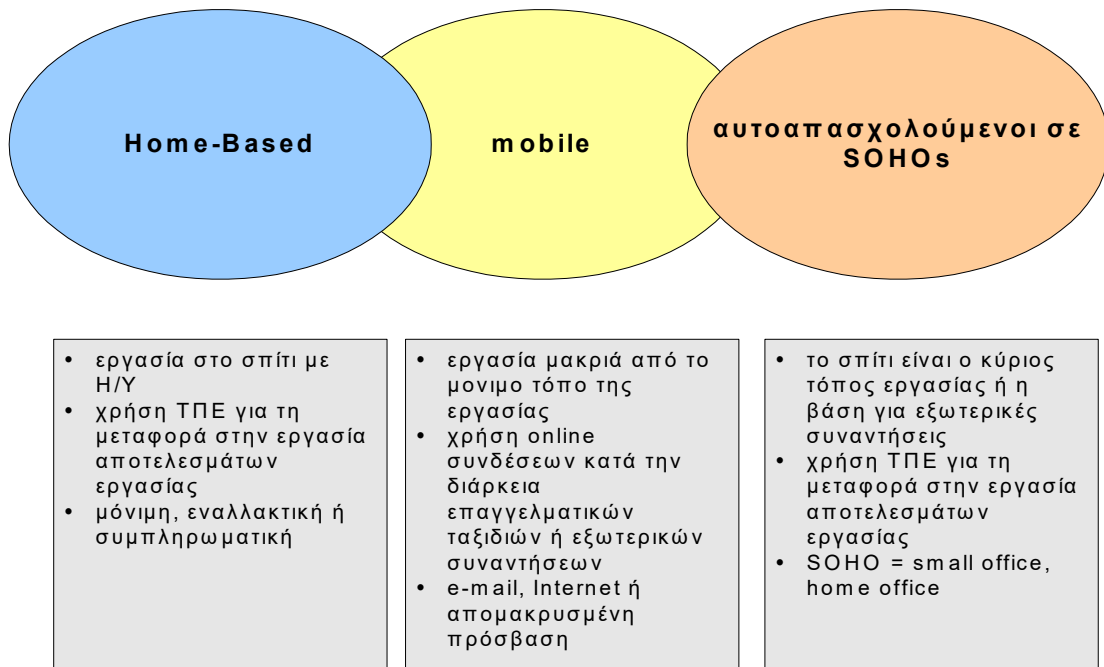 Home-Based
mobile
αυτοαπασχολούμενοι σε
SOHOs
• εργασία στο σπίτι με
Η/Υ
• χρήση ΤΠΕ για τη
μεταφορά στην εργασία
αποτελεσμάτων
εργασίας
• μόνιμη, εναλλακτική ή
συμπληρωματική
• εργασία μακριά από το
μονιμο τόπο της
εργασίας
• χρήση online
συνδέσεων κατά την
διάρκεια
επαγγελματικών
ταξιδιών ή εξωτερικών
συναντήσεων
• e-mail, Internet ή
απομακρυσμένη
πρόσβαση
• το σπίτι είναι ο κύριος
τόπος εργασίας ή η
βάση για εξωτερικές
συναντήσεις
• χρήση ΤΠΕ για τη
μεταφορά στην εργασία
αποτελεσμάτων
εργασίας
• SOHO = small office,
home office